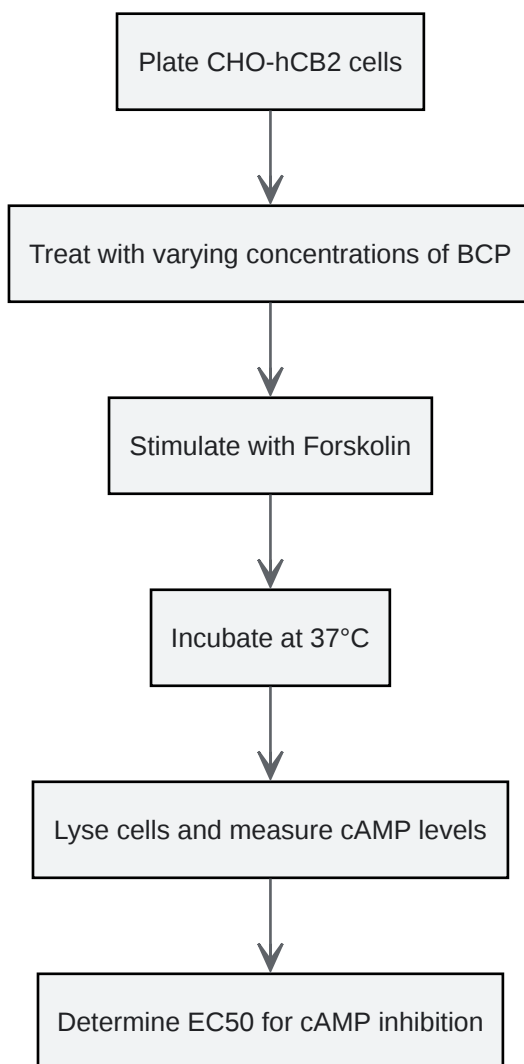 Plate CHO-hCB2 cells
Treat with varying concentrations of BCP
Stimulate with Forskolin
Incubate at 37°C
Lyse cells and measure cAMP levels
Determine EC50 for cAMP inhibition